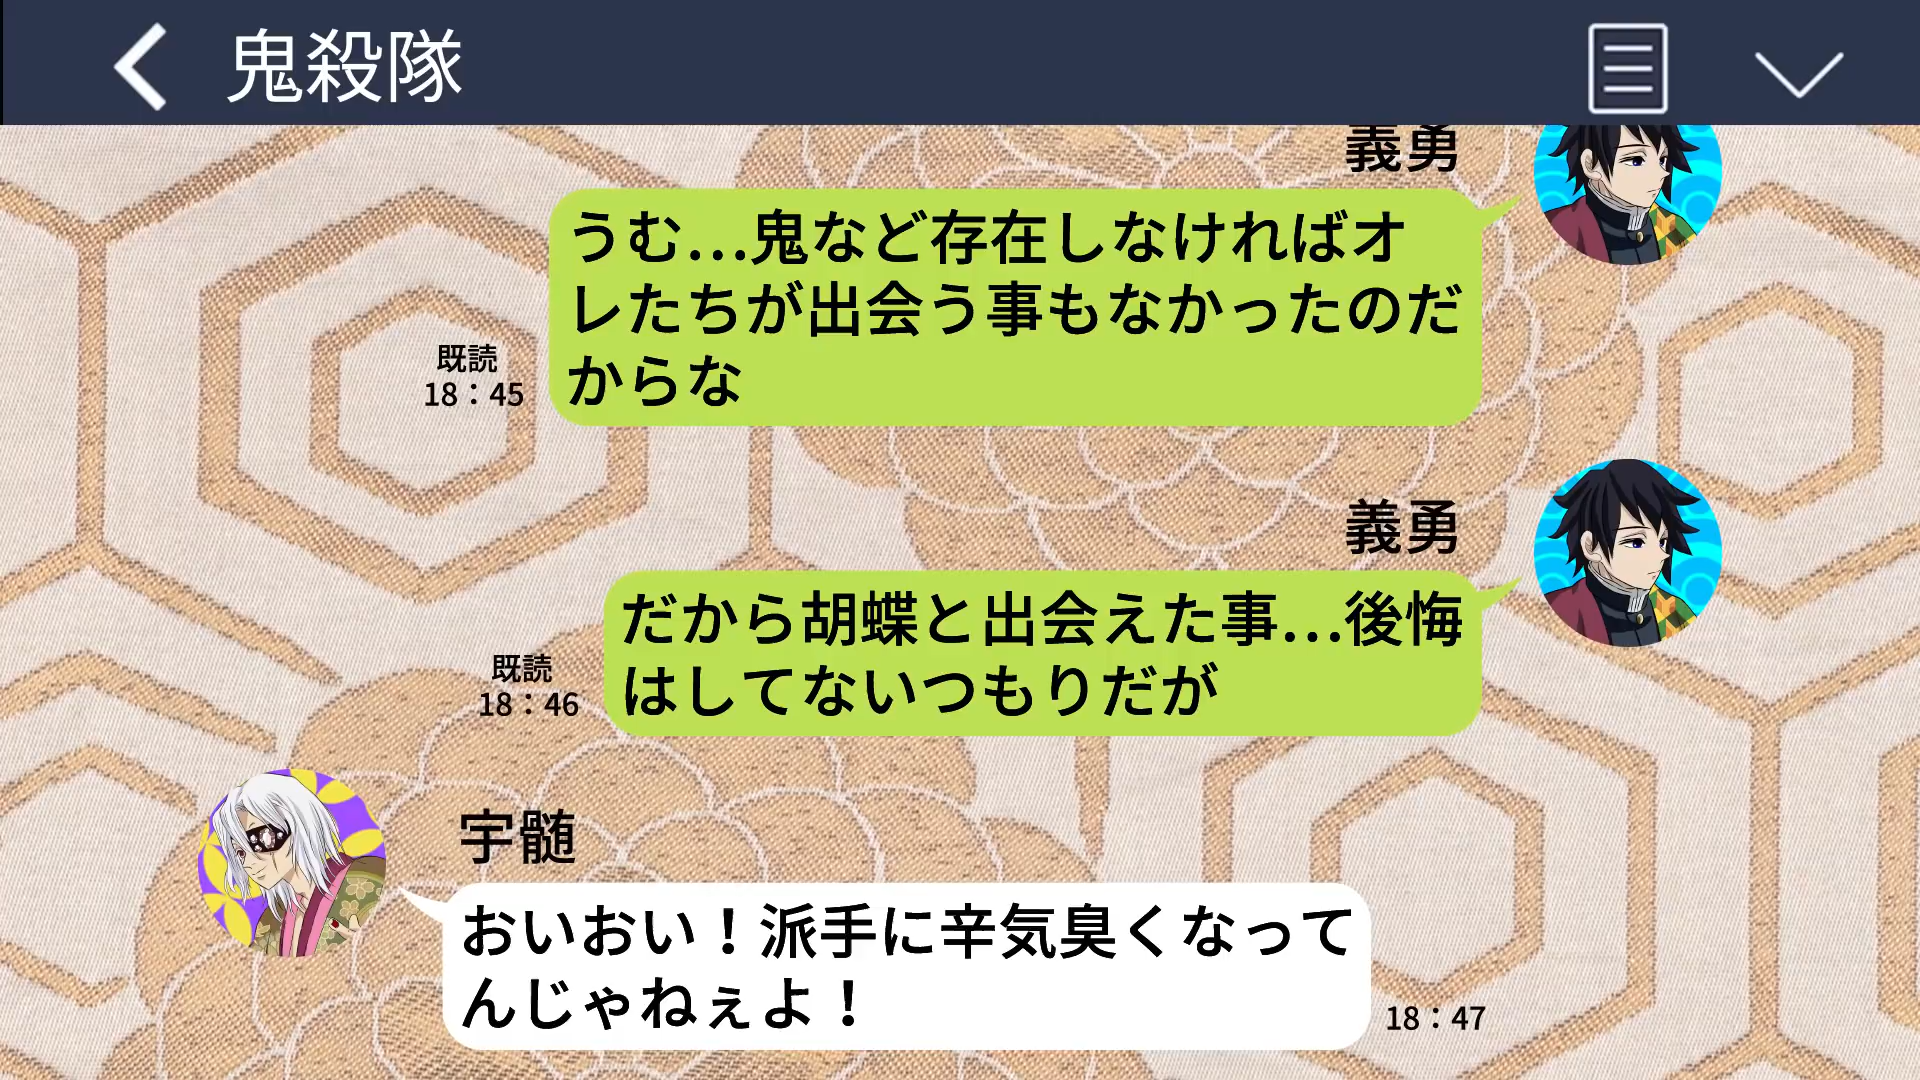 鬼殺隊
義勇
うむ…鬼など存在しなければオ
レたちが出会う事もなかったのだ
からな
既読
18：45
義勇
だから胡蝶と出会えた事…後悔
はしてないつもりだが
既読
18：46
宇髄
おいおい！派手に辛気臭くなって
んじゃねぇよ！
18：47